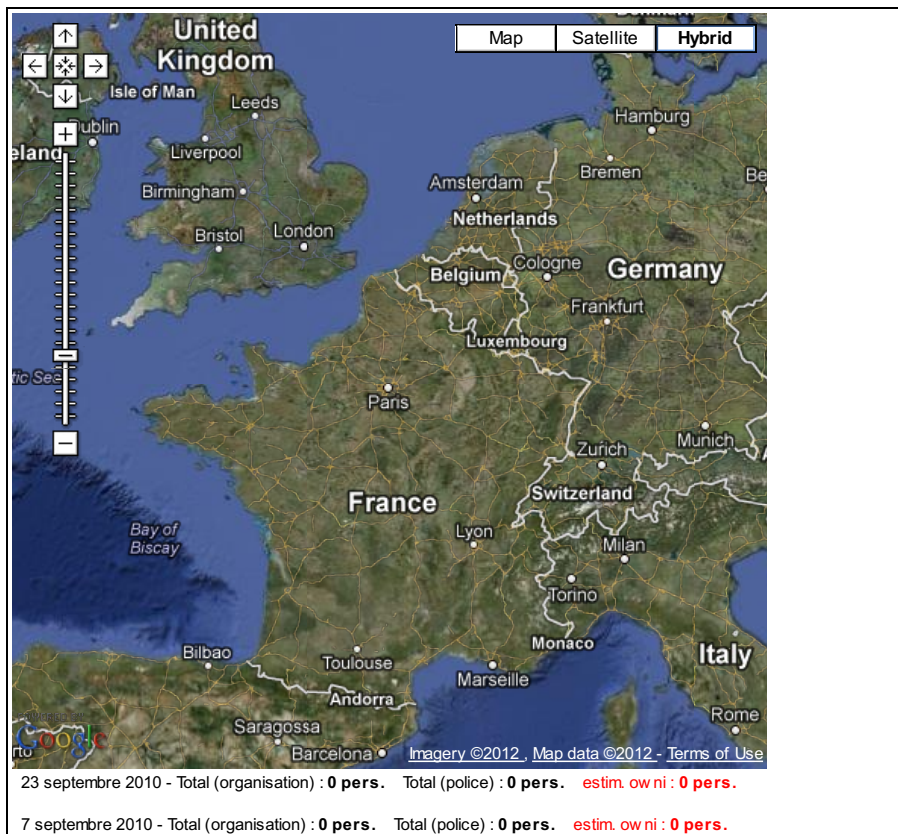 United
Kingdom
Map Satellite Hybrid
Isle of Man
Leeds
Hamburg
Dublin
eland
Liverpool
Bremen
Be
Birmingham
Amsterdam
Netherlands
Bristol
London
Belgium
Cologne
Germany
Frankfurt
Luxembourg
tic Sea
Paris
Munich
Zurich
Switzerland
France
Bay of
Biscay
Lyon
Milan
Torino
Monaco
Bilbao
Toulouse
Italy
Marseille
Andorra
Saragossa
Rome
Google
rto
Barcelona
Imagery ©2012 , Map data ©2012 - Terms of Use
23 septembre 2010 - Total (organisation) : 0 pers. Total (police) : 0 pers. estim. owni : 0 pers.
7 septembre 2010 - Total (organisation) : 0 pers. Total (police) : 0 pers. estim. owni : 0 pers.